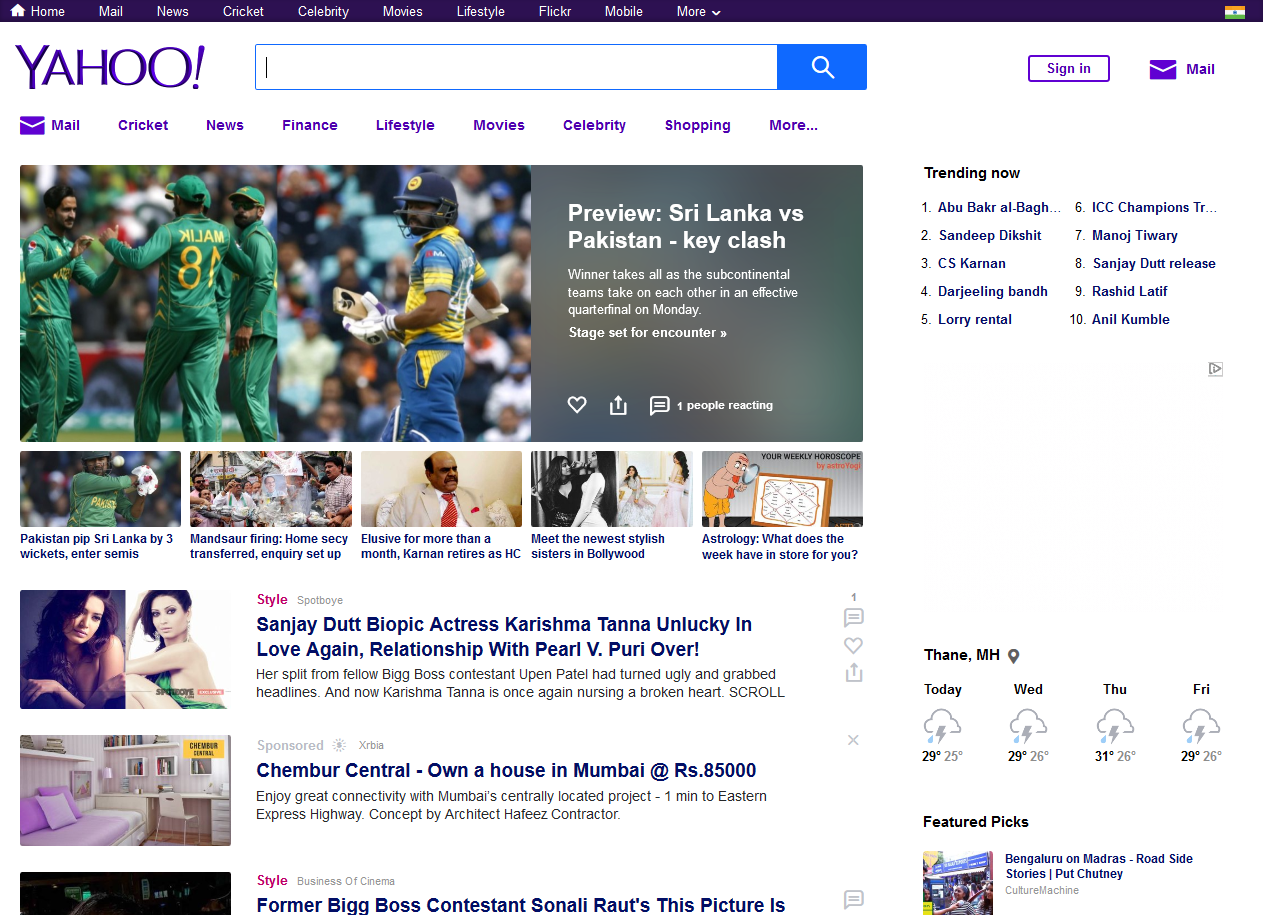 Home Mail News Cricket Celebrity Movies Lifestyle Flickr Mobile More
YAHOO!
Sign in
Mail
Mail Cricket News Finance Lifestyle Movies Celebrity Shopping More...
MALIK
18
Preview: Sri Lanka vs
Pakistan - key clash
Winner takes all as the subcontinental
teams take on each other in an effective
quarterfinal on Monday.
Stage set for encounter »
1 people reacting
PAKISTAN
YOUR WEEKLY HOROSCOPE
by astroYogi
Pakistan pip Sri Lanka by 3
wickets, enter semis
Mandsaur firing: Home secy
transferred, enquiry set up
Elusive for more than a
month, Karnan retires as HC
Meet the newest stylish
sisters in Bollywood
Astrology: What does the
week have in store for you?
Style Spotboye
Sanjay Dutt Biopic Actress Karishma Tanna Unlucky In
Love Again, Relationship With Pearl V. Puri Over!
Her split from fellow Bigg Boss contestant Upen Patel had turned ugly and grabbed
headlines. And now Karishma Tanna is once again nursing a broken heart. SCROLL
1
SPOTBOYE EXCLUSIVE
CHEMBUR
CENTRAL
Sponsored Xrbia
Chembur Central - Own a house in Mumbai @ Rs.85000
Enjoy great connectivity with Mumbai's centrally located project - 1 min to Eastern
Express Highway. Concept by Architect Hafeez Contractor.
Style Business Of Cinema
Former Bigg Boss Contestant Sonali Raut's This Picture Is
Trending now
1. Abu Bakr al-Bagh...
2. Sandeep Dikshit
3. CS Karnan
4. Darjeeling bandh
5. Lorry rental
6. ICC Champions Tr...
7. Manoj Tiwary
8. Sanjay Dutt release
9. Rashid Latif
10. Anil Kumble
Thane, MH
Today Wed Thu Fri
29° 25° 29° 26° 31° 26° 29° 26°
Featured Picks
Bengaluru on Madras - Road Side
Stories | Put Chutney
CultureMachine